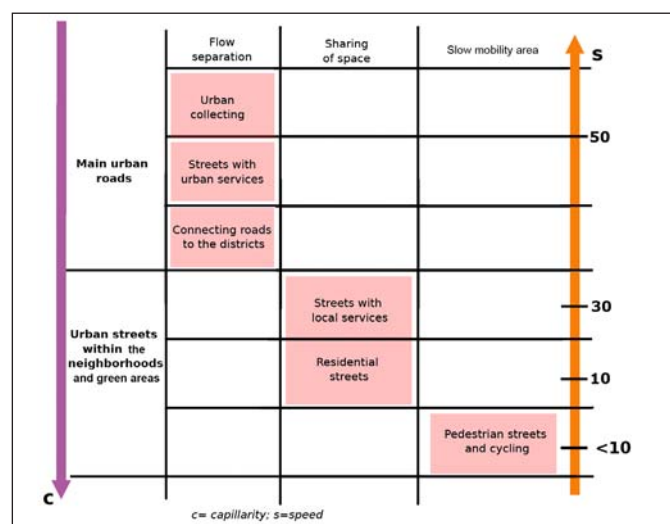 Flow
separation
Sharing
of space
Slow mobility area
s
Urban
collecting
50
Main urban
roads
Streets with
urban services
Connecting roads
to the districts
Streets with
local services
30
Urban streets
within the
neighborhoods
and green areas
Residential
streets
10
Pedestrian streets
and cycling
<10
c
c= capillarity; s=speed